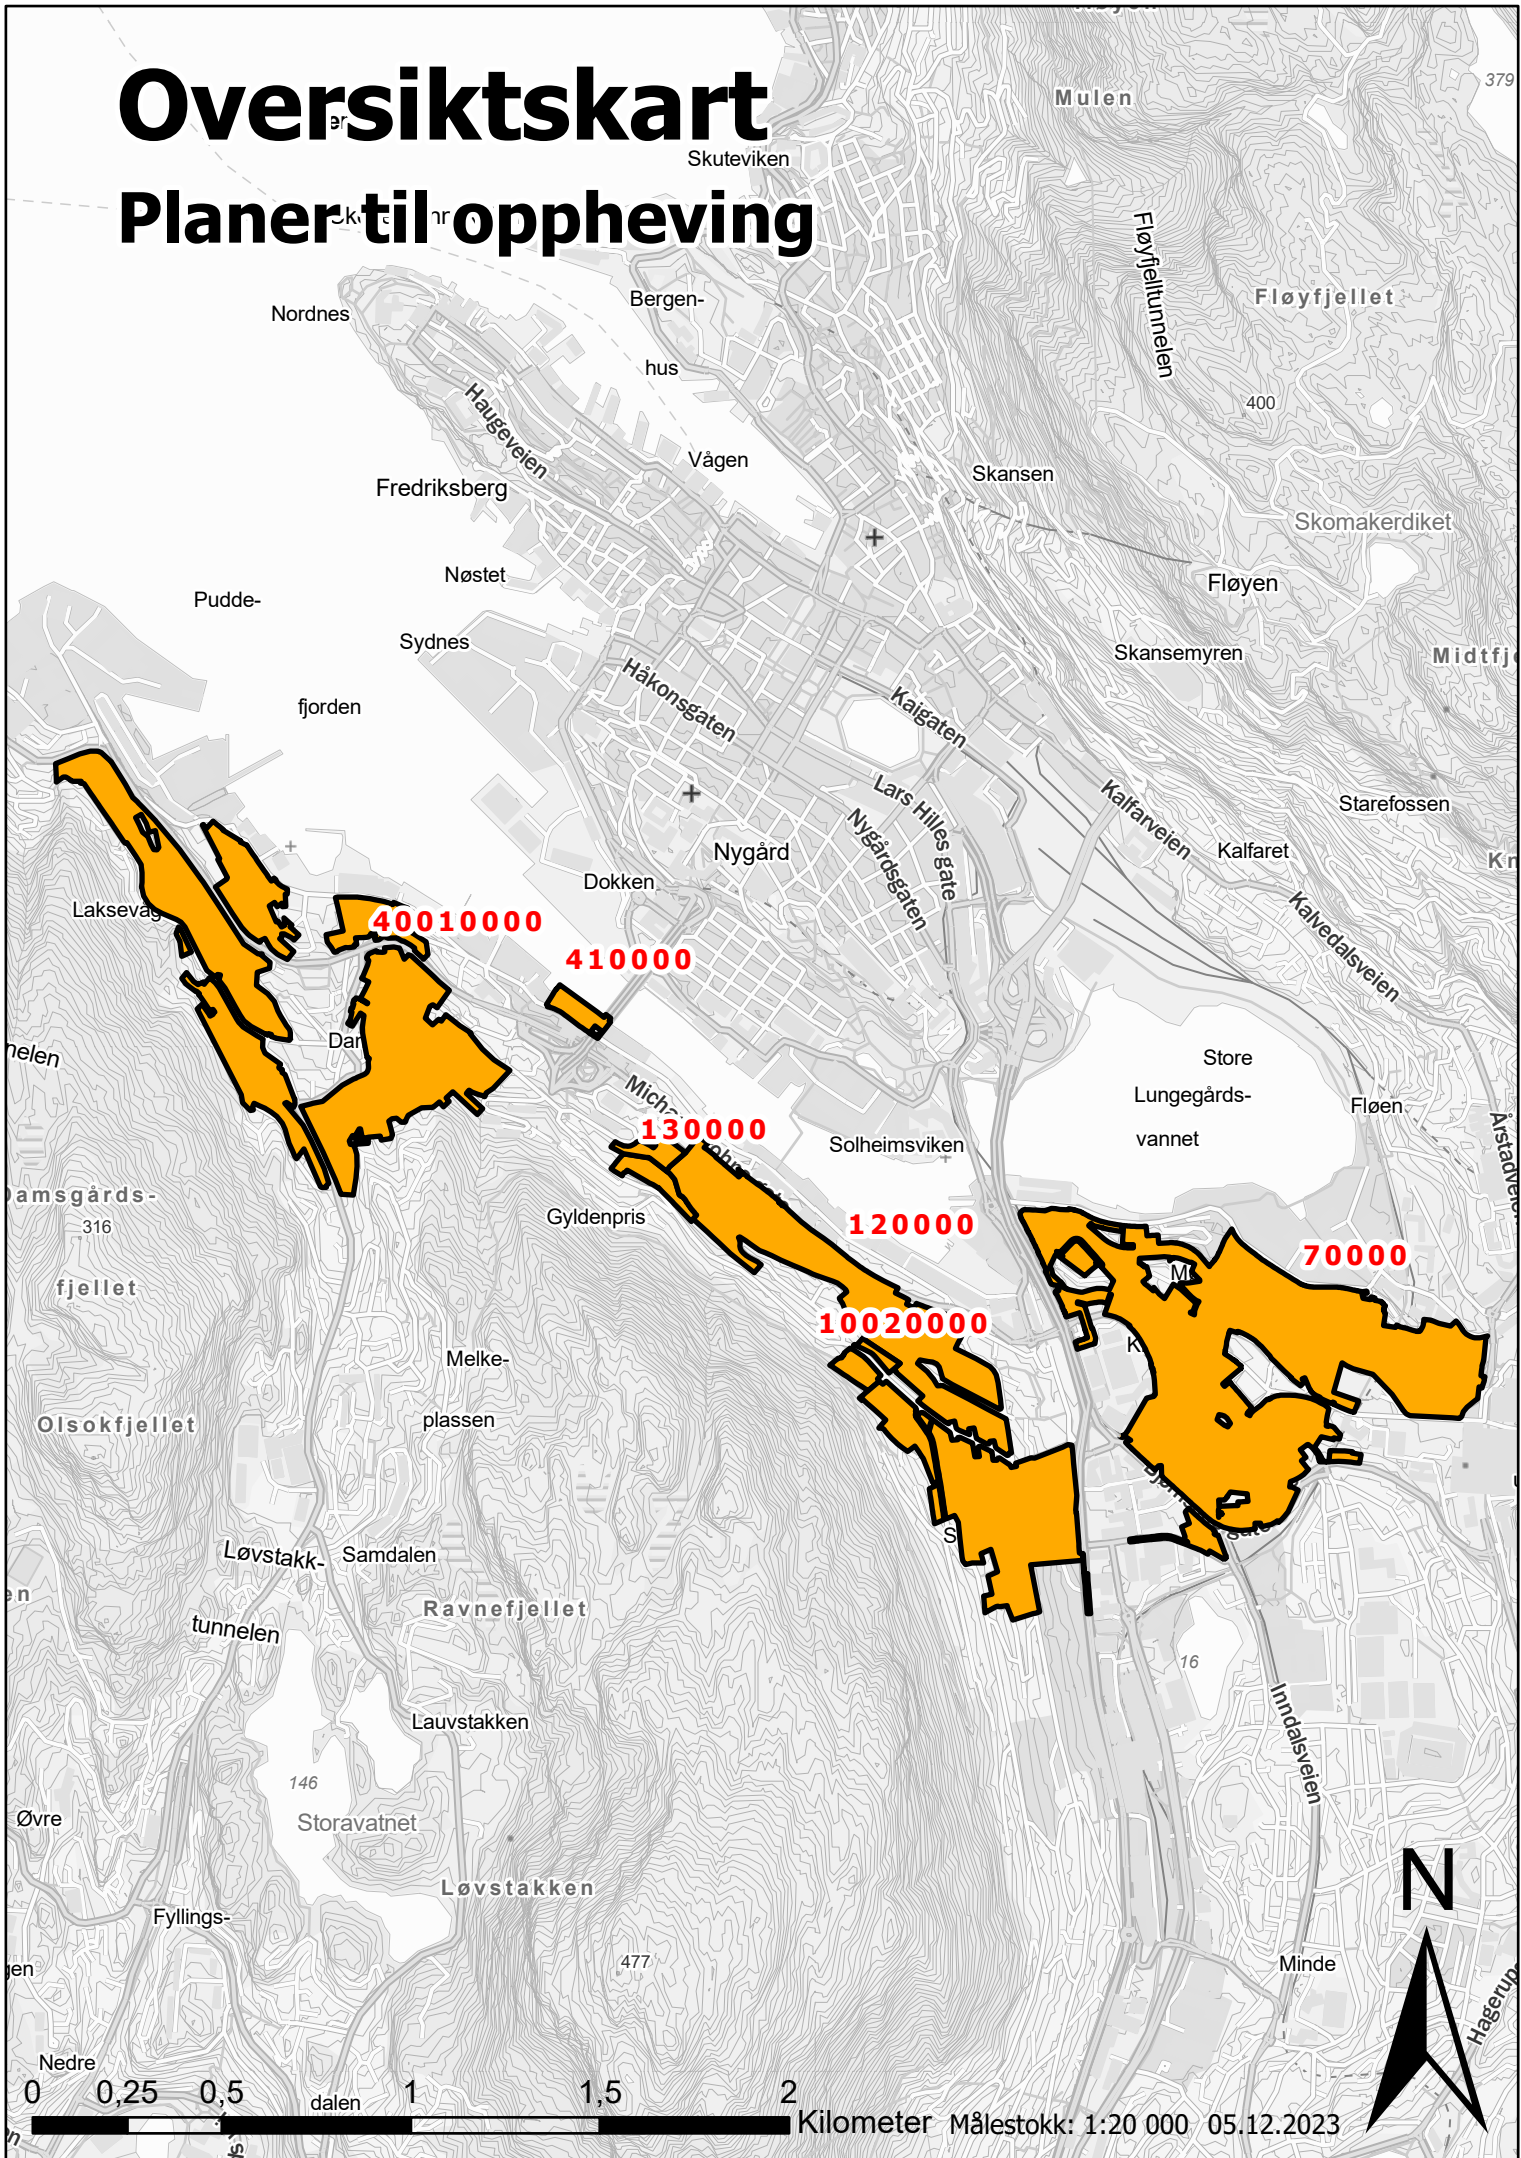 Oversiktskart
Planer til oppheving
Mulen
379
Skuteviken
Fløyfjelltunnelen
Fløyfjellet
Nordnes
Bergen-
hus
Haugeveien
400
Vågen
Skansen
Fredriksberg
Skomakerdiket
Nøstet
Fløyen
Pudde-
Sydnes
Skansemyren
Håkonsgaten
Kaigaten
fjorden
Lars Hilles gate
Kalfarveien
Starefossen
Nygårdsgaten
Nygård
Kalfaret
Dokken
Kalvedalsveien
40010000
410000
Store
Lungegårds-
vannet
Fløen
130000
Solheimsviken
Gyldenpris
316
fjellet
120000
70000
10020000
Melke-
plassen
Olsokfjellet
Løvstakk-
tunnelen
Samdalen
Ravnefjellet
16
Inndalsveien
Lauvstakken
146
Storavatnet
Øvre
Løvstakken
Fyllings-
dalen
477
Minde
N
Nedre
0 0,25 0,5 1 1,5 2
Kilometer Målestokk: 1:20 000 05.12.2023